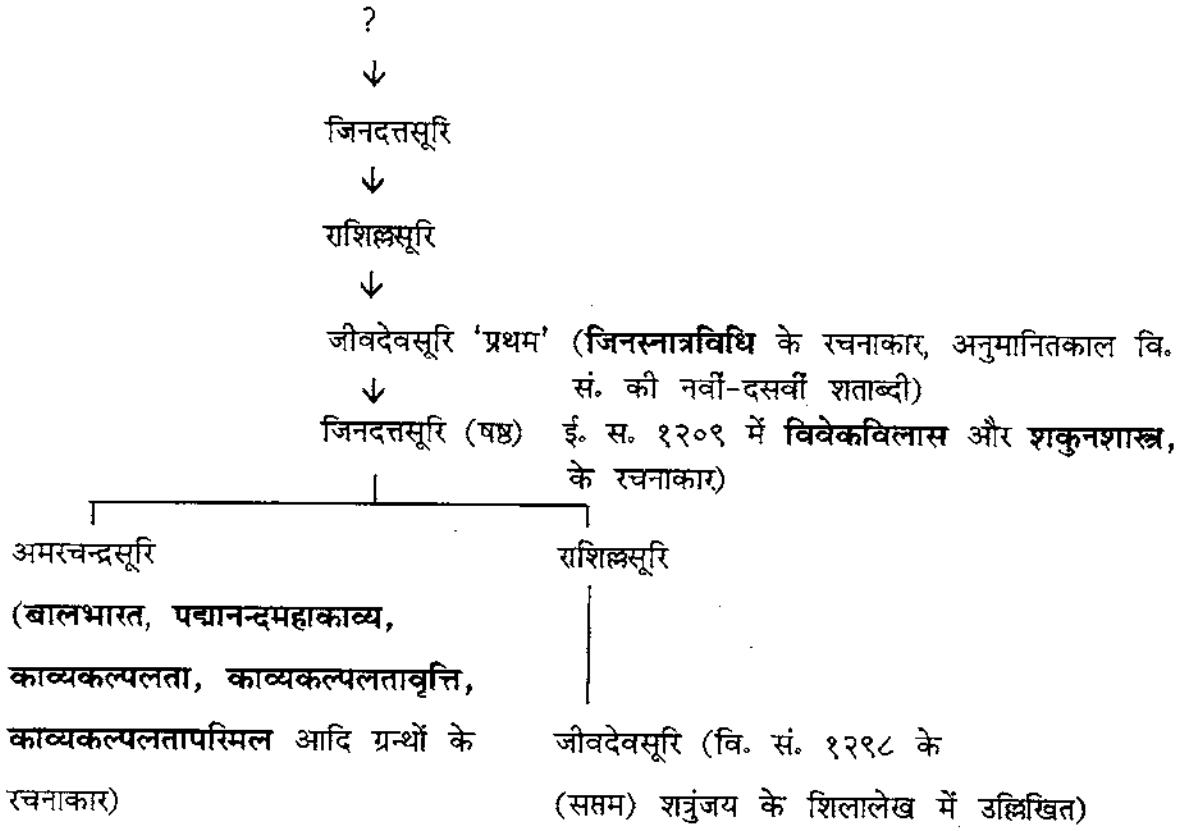 ?
↓
जिनदत्तसूरि
↓
राशिल्लसूरि
↓
जीवदेवसूरि 'प्रथम' (जिनस्नात्रविधि के रचनाकार, अनुमानितकाल वि.
↓ सं. की नवीं-दसवीं शताब्दी)
जिनदत्तसूरि (षष्ठ) ई. स. १२०९ में विवेकविलास और शकुनशास्त्र,
के रचनाकार)
अमरचन्द्रसूरि राशिल्लसूरि
(बालभारत, पद्मानन्दमहाकाव्य,
काव्यकल्पलता, काव्यकल्पलतावृत्ति,
काव्यकल्पलतापरिमल आदि ग्रन्थों के जीवदेवसूरि (वि. सं. १२९८ के
रचनाकार) (सप्तम) शत्रुंजय के शिलालेख में उल्लिखित)